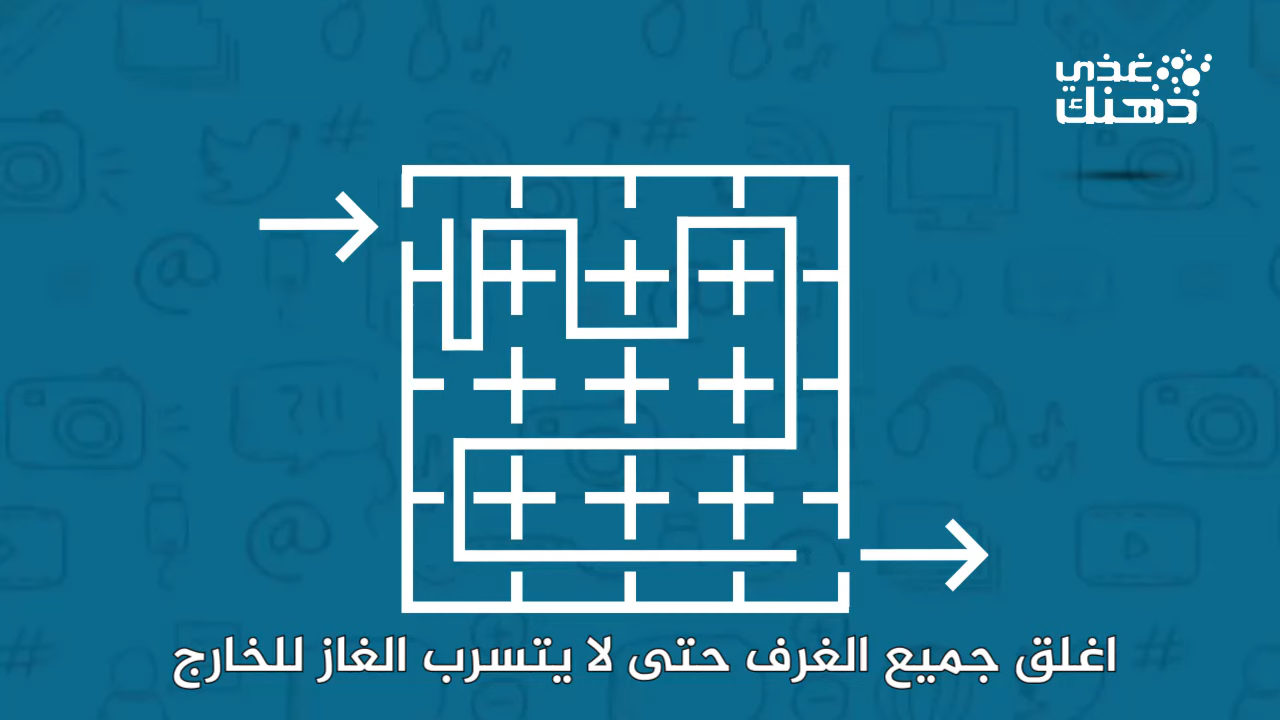 غذي
ذهنك
اغلق جميع الغرف حتى لا يتسرب الغاز للخارج